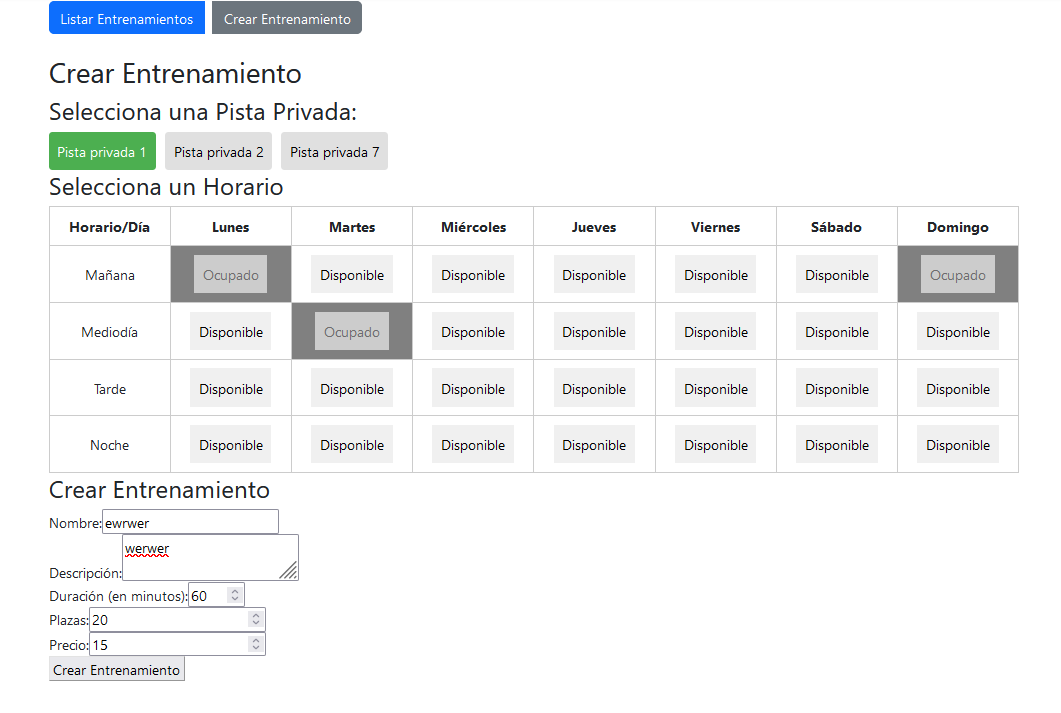 Listar Entrenamientos Crear Entrenamiento
Crear Entrenamiento
Selecciona una Pista Privada:
Pista privada 1 Pista privada 2 Pista privada 7
Selecciona un Horario
Horario/Día Lunes Martes Miércoles Jueves Viernes Sábado Domingo
Mañana Ocupado Disponible Disponible Disponible Disponible Disponible Ocupado
Mediodía Disponible Ocupado Disponible Disponible Disponible Disponible Disponible
Tarde Disponible Disponible Disponible Disponible Disponible Disponible Disponible
Noche Disponible Disponible Disponible Disponible Disponible Disponible Disponible
Crear Entrenamiento
Nombre: ewrwer
werwer
Descripción:
Duración (en minutos): 60
Plazas: 20
Precio: 15
Crear Entrenamiento